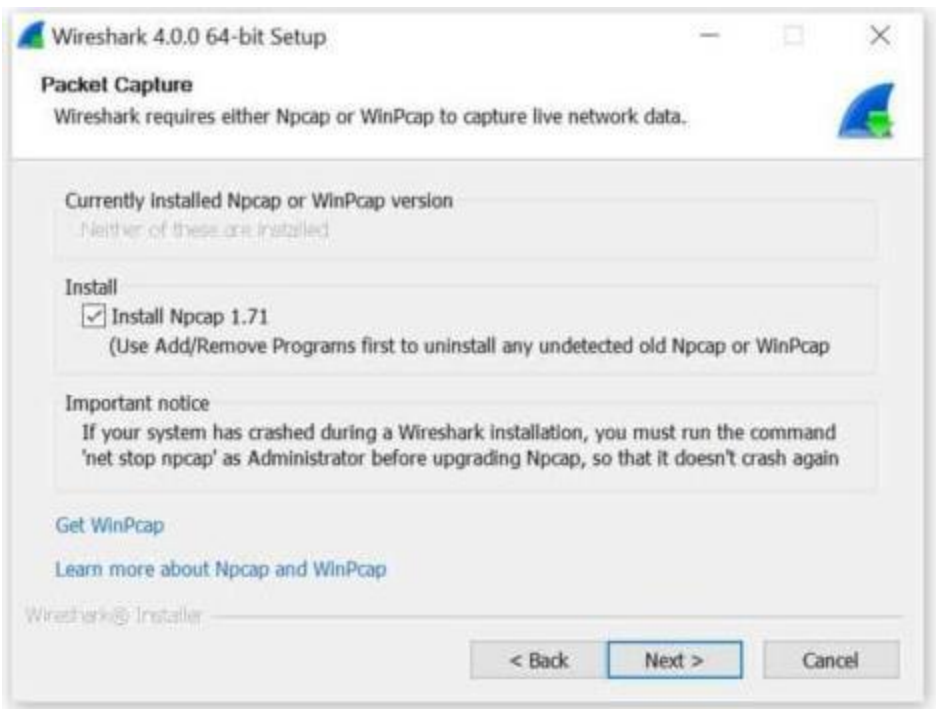 Wireshark 4.0.0 64-bit Setup
Packet Capture
Wireshark requires either Npcap or WinPcap to capture live network data.
Currently installed Npcap or WinPcap version
Neither of these are installed
Install
Install Npcap 1.71
(Use Add/Remove Programs first to uninstall any undetected old Npcap or WinPcap
Important notice
If your system has crashed during a Wireshark installation, you must run the command
'net stop npcap' as Administrator before upgrading Npcap, so that it doesn't crash again
Get WinPcap
Learn more about Npcap and WinPcap
Wireshark® Installer
< Back
Next >
Cancel